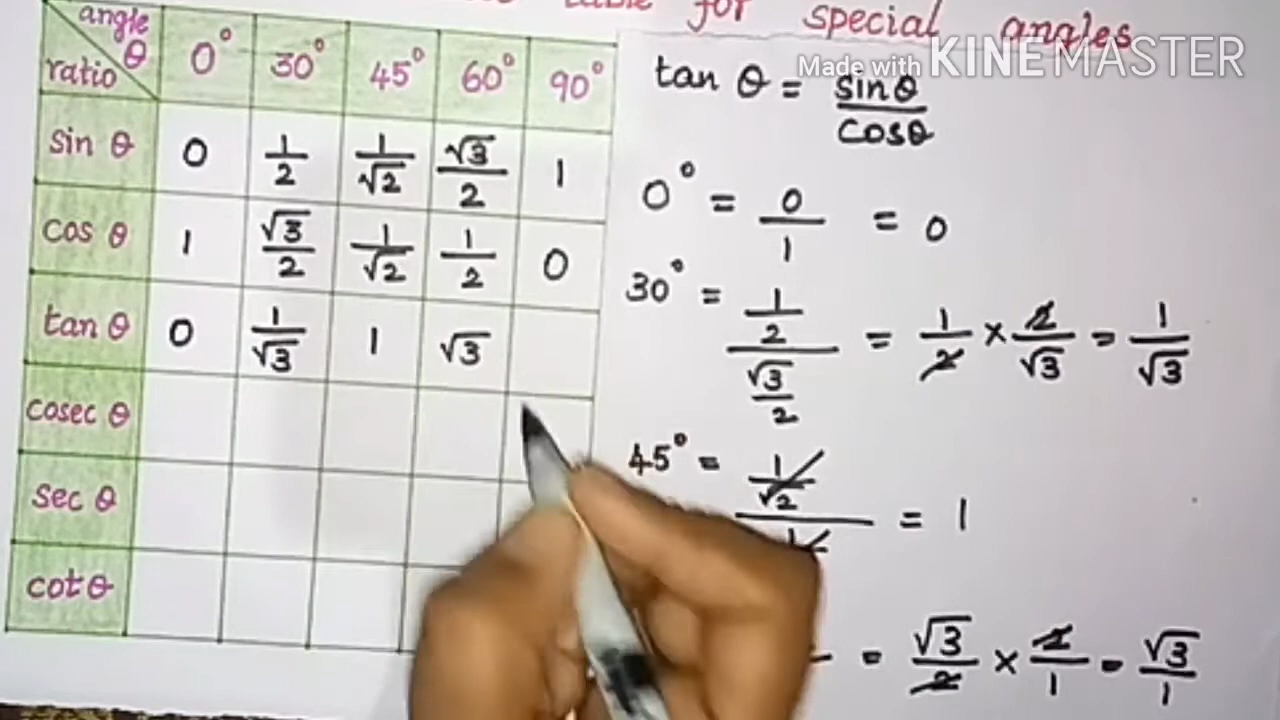 table for special angles
Made with KINEMASTER
angle θ ratio 0° 30° 45° 60° 90°
sin θ 0 1/2 1/√2 √3/2 1
cos θ 1 √3/2 1/√2 1/2 0
tan θ 0 1/√3 1 √3
cosec θ
sec θ
cot θ
tan θ = sinθ/cosθ
0° = 0/1 = 0
30° = 1/2 / √3/2 = 1/2 × 2/√3 = 1/√3
45° = 1/√2 / = 1
= √3/2 × 2/1 = √3/1